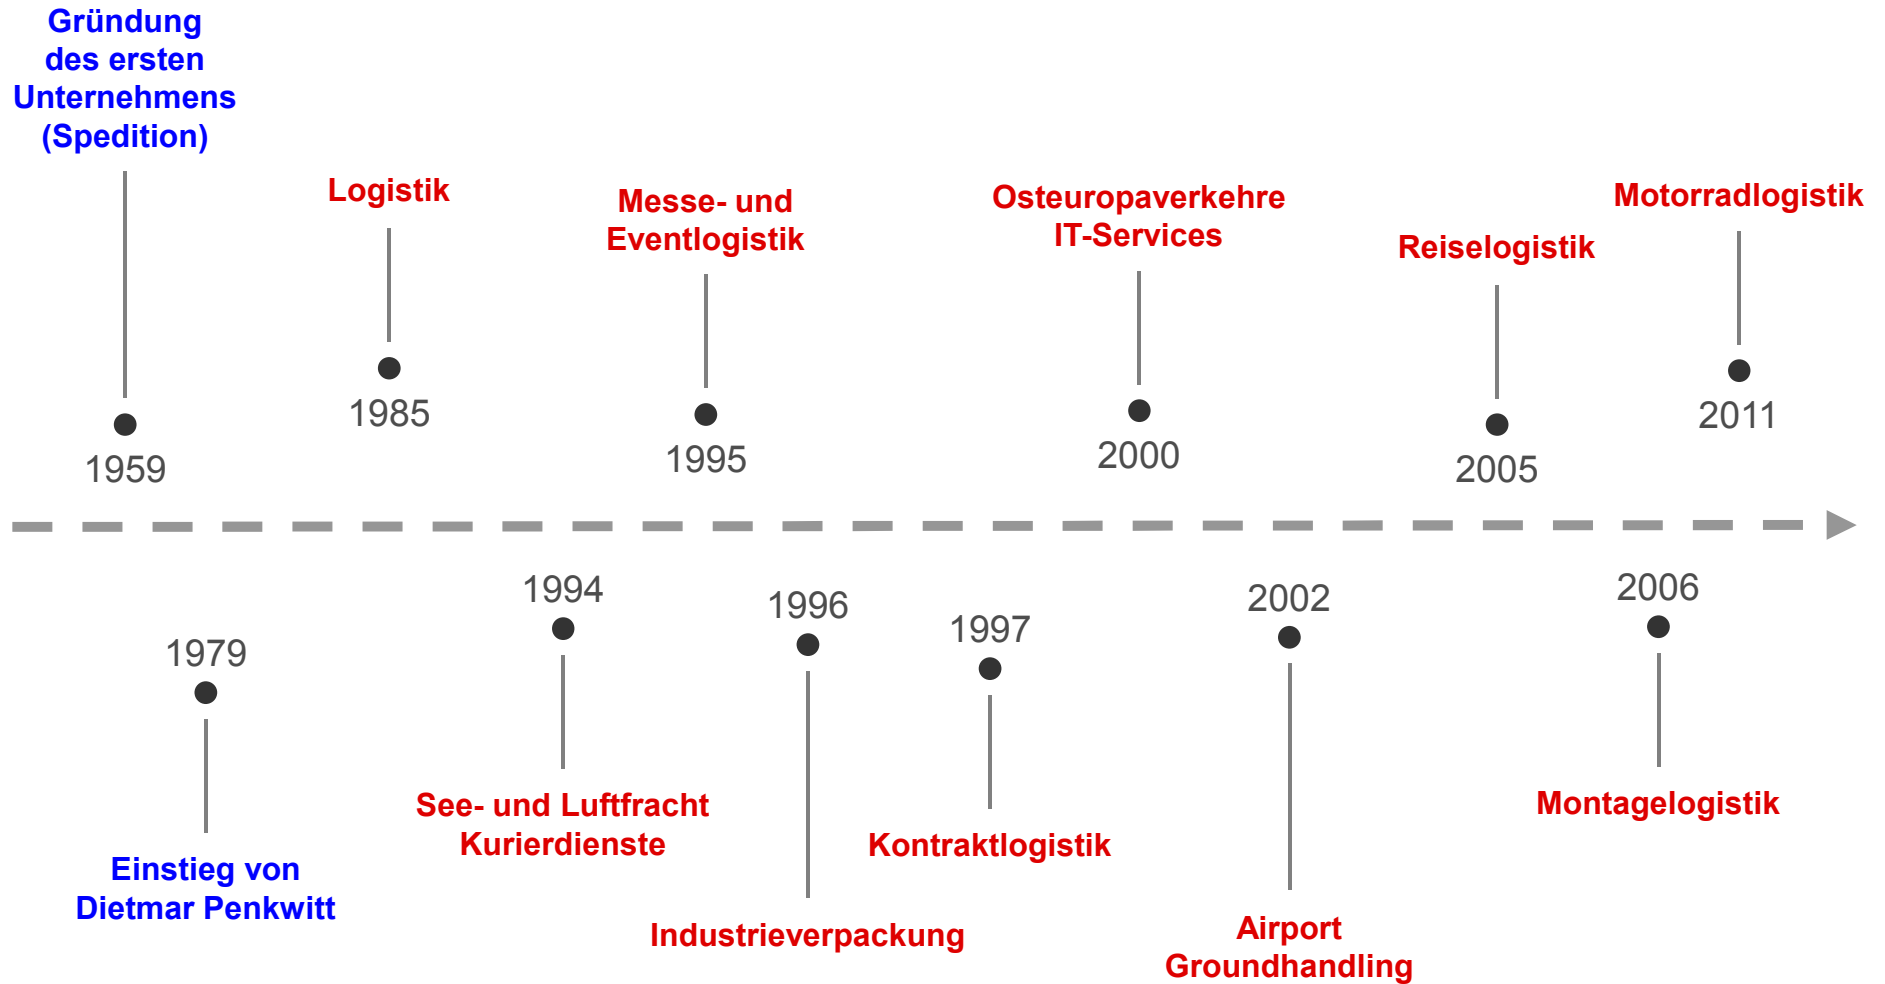 Gründung
des ersten
Unternehmens
(Spedition)
1959
Logistik
1985
Messe- und
Eventlogistik
1995
Osteuropaverkehre
IT-Services
2000
Reiselogistik
2005
Motorradlogistik
2011
1979
Einstieg von
Dietmar Penkwitt
1994
See- und Luftfracht
Kurierdienste
1996
Industrieverpackung
1997
Kontraktlogistik
2002
Airport
Groundhandling
2006
Montagelogistik